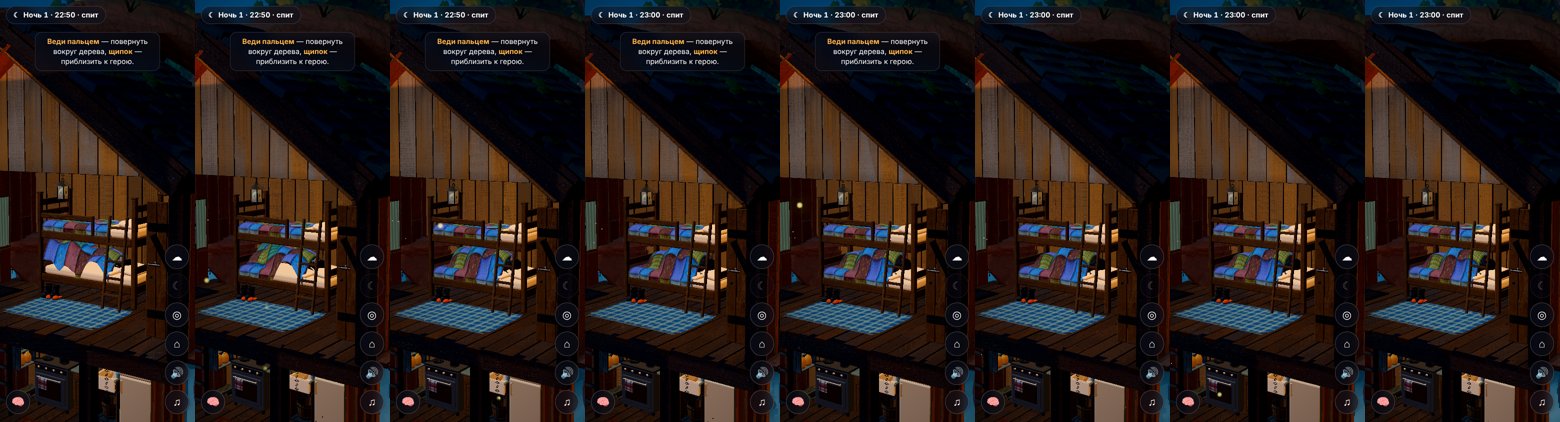 Ночь 1 · 22:50 · спит
Веди пальцем — повернуть
вокруг дерева, щипок —
приблизить к герою.
Ночь 1 · 22:50 · спит
Веди пальцем — повернуть
вокруг дерева, щипок —
приблизить к герою.
Ночь 1 · 22:50 · спит
Веди пальцем — повернуть
вокруг дерева, щипок —
приблизить к герою.
Ночь 1 · 23:00 · спит
Веди пальцем — повернуть
вокруг дерева, щипок —
приблизить к герою.
Ночь 1 · 23:00 · спит
Веди пальцем — повернуть
вокруг дерева, щипок —
приблизить к герою.
Ночь 1 · 23:00 · спит
Ночь 1 · 23:00 · спит
Ночь 1 · 23:00 · спит